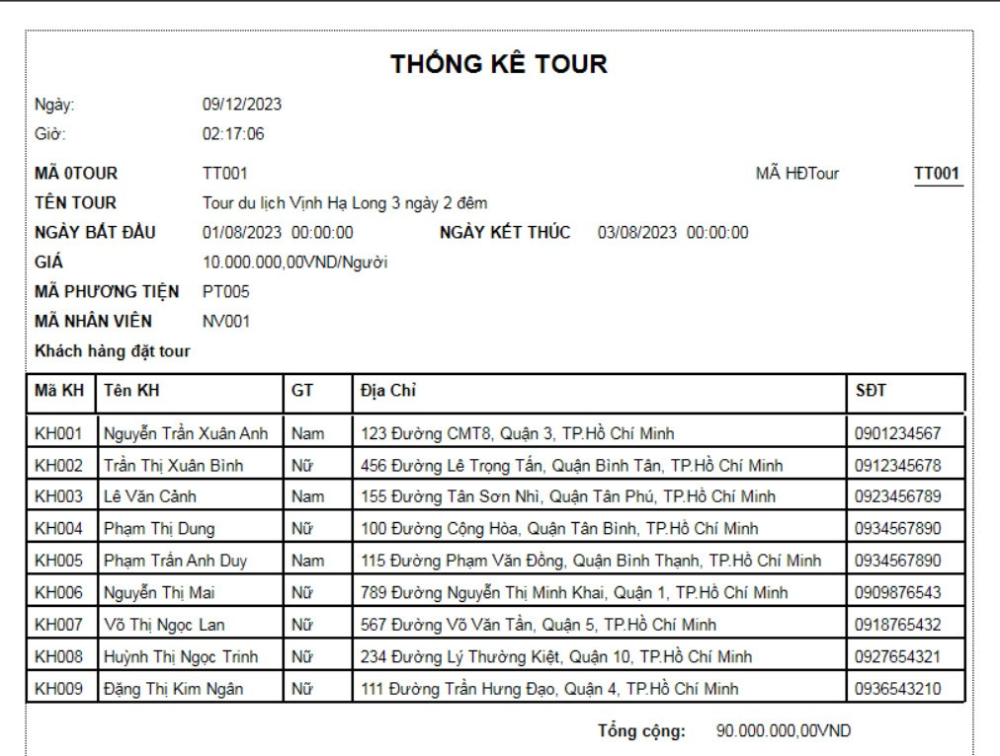 THỐNG KÊ TOUR
Ngày: 09/12/2023
Giờ: 02:17:06
MÃ 0TOUR TT001 MÃ HĐTour TT001
TÊN TOUR Tour du lịch Vịnh Hạ Long 3 ngày 2 đêm
NGÀY BẮT ĐẦU 01/08/2023 00:00:00 NGÀY KẾT THÚC 03/08/2023 00:00:00
GIÁ 10.000.000,00VND/Người
MÃ PHƯƠNG TIỆN PT005
MÃ NHÂN VIÊN NV001
Khách hàng đặt tour
Mã KH Tên KH GT Địa Chỉ SĐT
KH001 Nguyễn Trần Xuân Anh Nam 123 Đường CMT8, Quận 3, TP.Hồ Chí Minh 0901234567
KH002 Trần Thị Xuân Bình Nữ 456 Đường Lê Trọng Tấn, Quận Bình Tân, TP.Hồ Chí Minh 0912345678
KH003 Lê Văn Cảnh Nam 155 Đường Tân Sơn Nhì, Quận Tân Phú, TP.Hồ Chí Minh 0923456789
KH004 Phạm Thị Dung Nữ 100 Đường Cộng Hòa, Quận Tân Bình, TP.Hồ Chí Minh 0934567890
KH005 Phạm Trần Anh Duy Nam 115 Đường Phạm Văn Đồng, Quận Bình Thạnh, TP.Hồ Chí Minh 0934567890
KH006 Nguyễn Thị Mai Nữ 789 Đường Nguyễn Thị Minh Khai, Quận 1, TP.Hồ Chí Minh 0909876543
KH007 Võ Thị Ngọc Lan Nữ 567 Đường Võ Văn Tần, Quận 5, TP.Hồ Chí Minh 0918765432
KH008 Huỳnh Thị Ngọc Trinh Nữ 234 Đường Lý Thường Kiệt, Quận 10, TP.Hồ Chí Minh 0927654321
KH009 Đặng Thị Kim Ngân Nữ 111 Đường Trần Hưng Đạo, Quận 4, TP.Hồ Chí Minh 0936543210
Tổng cộng: 90.000.000,00VND